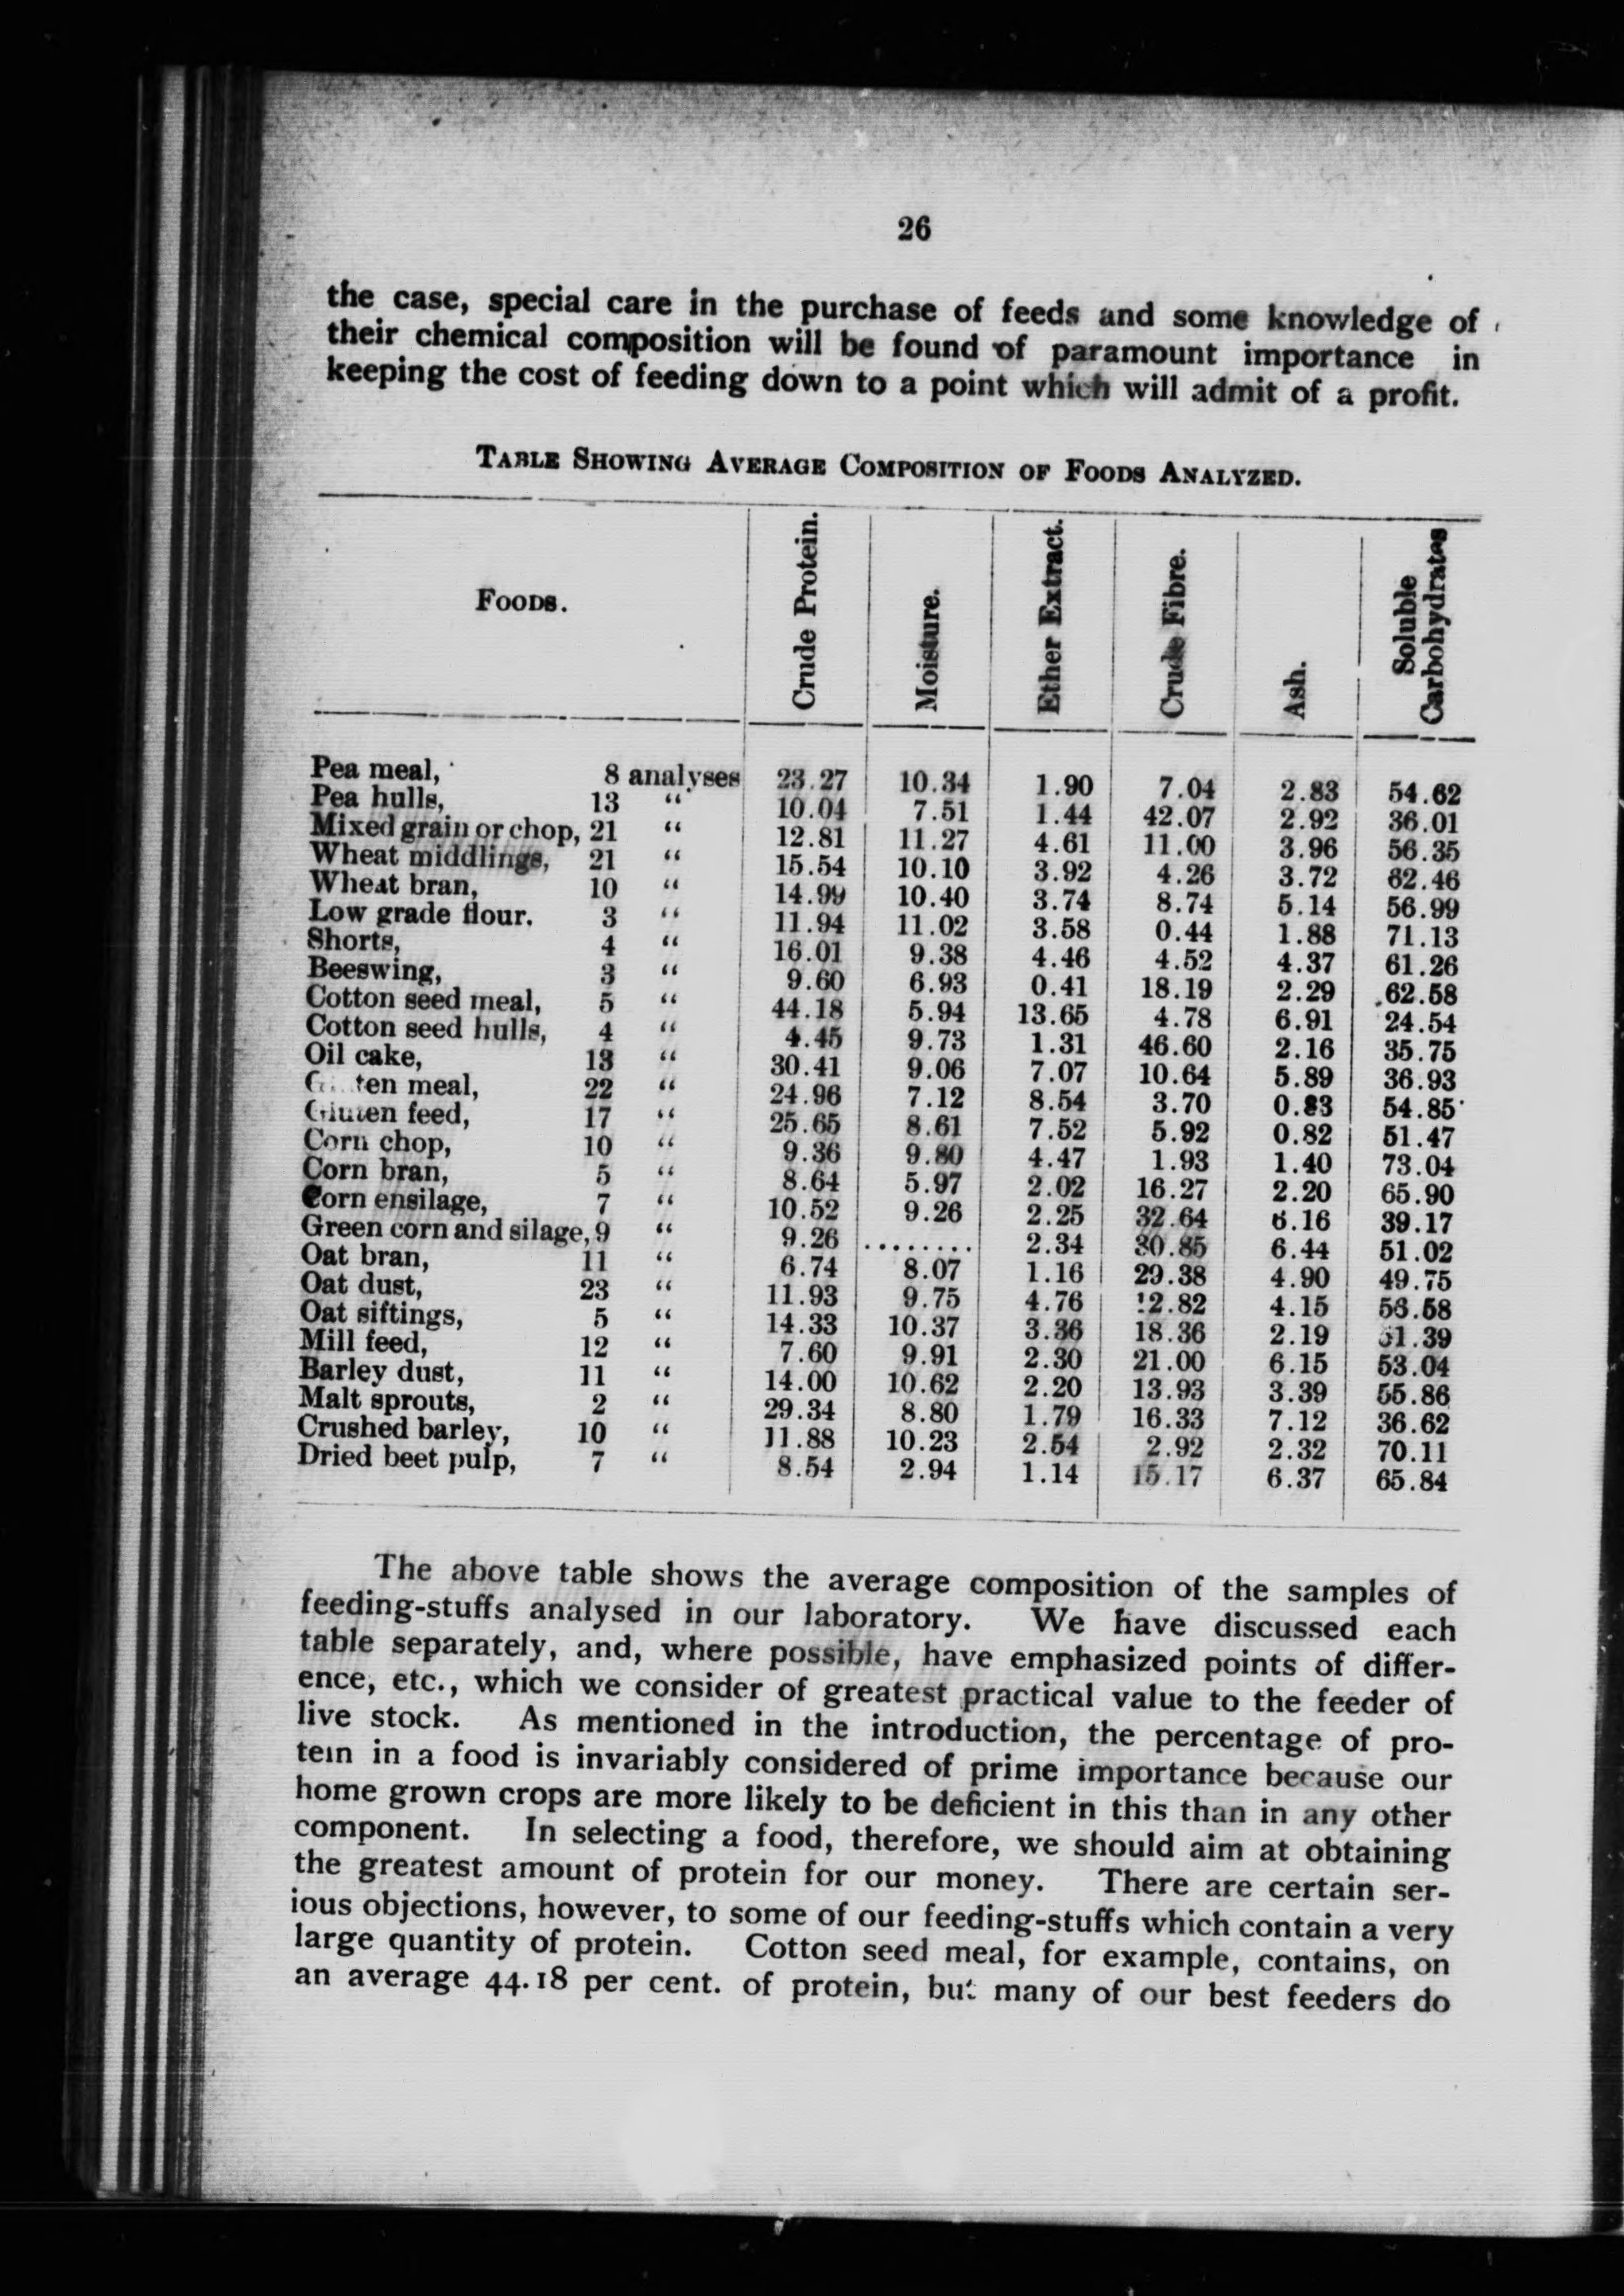 26
the case, special care in the purchase of feeds and some knowledge of
their chemical composition will be found of paramount importance in
keeping the cost of feeding down to a point which will admit of a profit.
TABLE SHOWING AVERAGE COMPOSITION OF FOODS ANALYZED.
FOODS. Crude Protein. Moisture. Ether Extract. Crude Fibre. Ash. Soluble Carbohydrates
Pea meal, 8 analyses 23.27 10.34 1.90 7.04 2.83 54.62
Pea hulls, 13 “ 10.04 7.51 1.44 42.07 2.92 36.01
Mixed grain or chop, 21 “ 12.81 11.27 4.61 11.00 3.96 56.35
Wheat middlings, 21 “ 15.54 10.10 3.92 4.26 3.72 62.46
Wheat bran, 10 “ 14.99 10.40 3.74 8.74 5.14 56.99
Low grade flour. 3 “ 11.94 11.02 3.58 0.44 1.88 71.13
Shorts, 4 “ 16.01 9.38 4.46 4.52 4.37 61.26
Beeswing, 3 “ 9.60 6.93 0.41 18.19 2.29 62.58
Cotton seed meal, 5 “ 44.18 5.94 13.65 4.78 6.91 24.54
Cotton seed hulls, 4 “ 4.45 9.73 1.31 46.60 2.16 35.75
Oil cake, 13 “ 30.41 9.06 7.07 10.64 5.89 36.93
meal, 22 “ 24.96 7.12 8.54 3.70 0.83 54.85
Gluten feed, 17 “ 25.65 8.61 7.52 5.92 0.82 51.47
Corn chop, 10 “ 9.36 9.80 4.47 1.93 1.40 73.04
Corn bran, 5 “ 8.64 5.97 2.02 16.27 2.20 65.90
Corn ensilage, 7 “ 10.52 9.26 2.25 32.64 6.16 39.17
Green corn and silage, 9 “ 9.26 ........ 2.34 30.85 6.44 51.02
Oat bran, 11 “ 6.74 8.07 1.16 29.38 4.90 49.75
Oat dust, 23 “ 11.93 9.75 4.76 4.15 56.58
Oat siftings, 5 “ 14.33 10.37 3.36 18.36 2.19
Mill feed, 12 “ 7.60 9.91 2.30 21.00 6.15 53.04
Barley dust, 11 “ 14.00 10.62 2.20 13.93 3.39 55.86
Malt sprouts, 2 “ 29.34 8.80 1.79 16.33 7.12 36.62
Crushed barley, 10 “ 11.88 10.23 2.54 2.92 2.32 70.11
Dried beet pulp, 7 “ 8.54 2.94 1.14 15.17 6.37 65.84
The above table shows the average composition of the samples of
feeding-stuffs analysed in our laboratory. We have discussed each
table separately, and, where possible, have emphasized points of differ-
ence, etc., which we consider of greatest practical value to the feeder of
live stock. As mentioned in the introduction, the percentage of pro-
tein in a food is invariably considered of prime importance because our
home grown crops are more likely to be deficient in this than in any other
component. In selecting a food, therefore, we should aim at obtaining
the greatest amount of protein for our money. There are certain ser-
ious objections, however, to some of our feeding-stuffs which contain a very
large quantity of protein. Cotton seed meal, for example, contains, on
an average 44.18 per cent. of protein, but many of our best feeders do